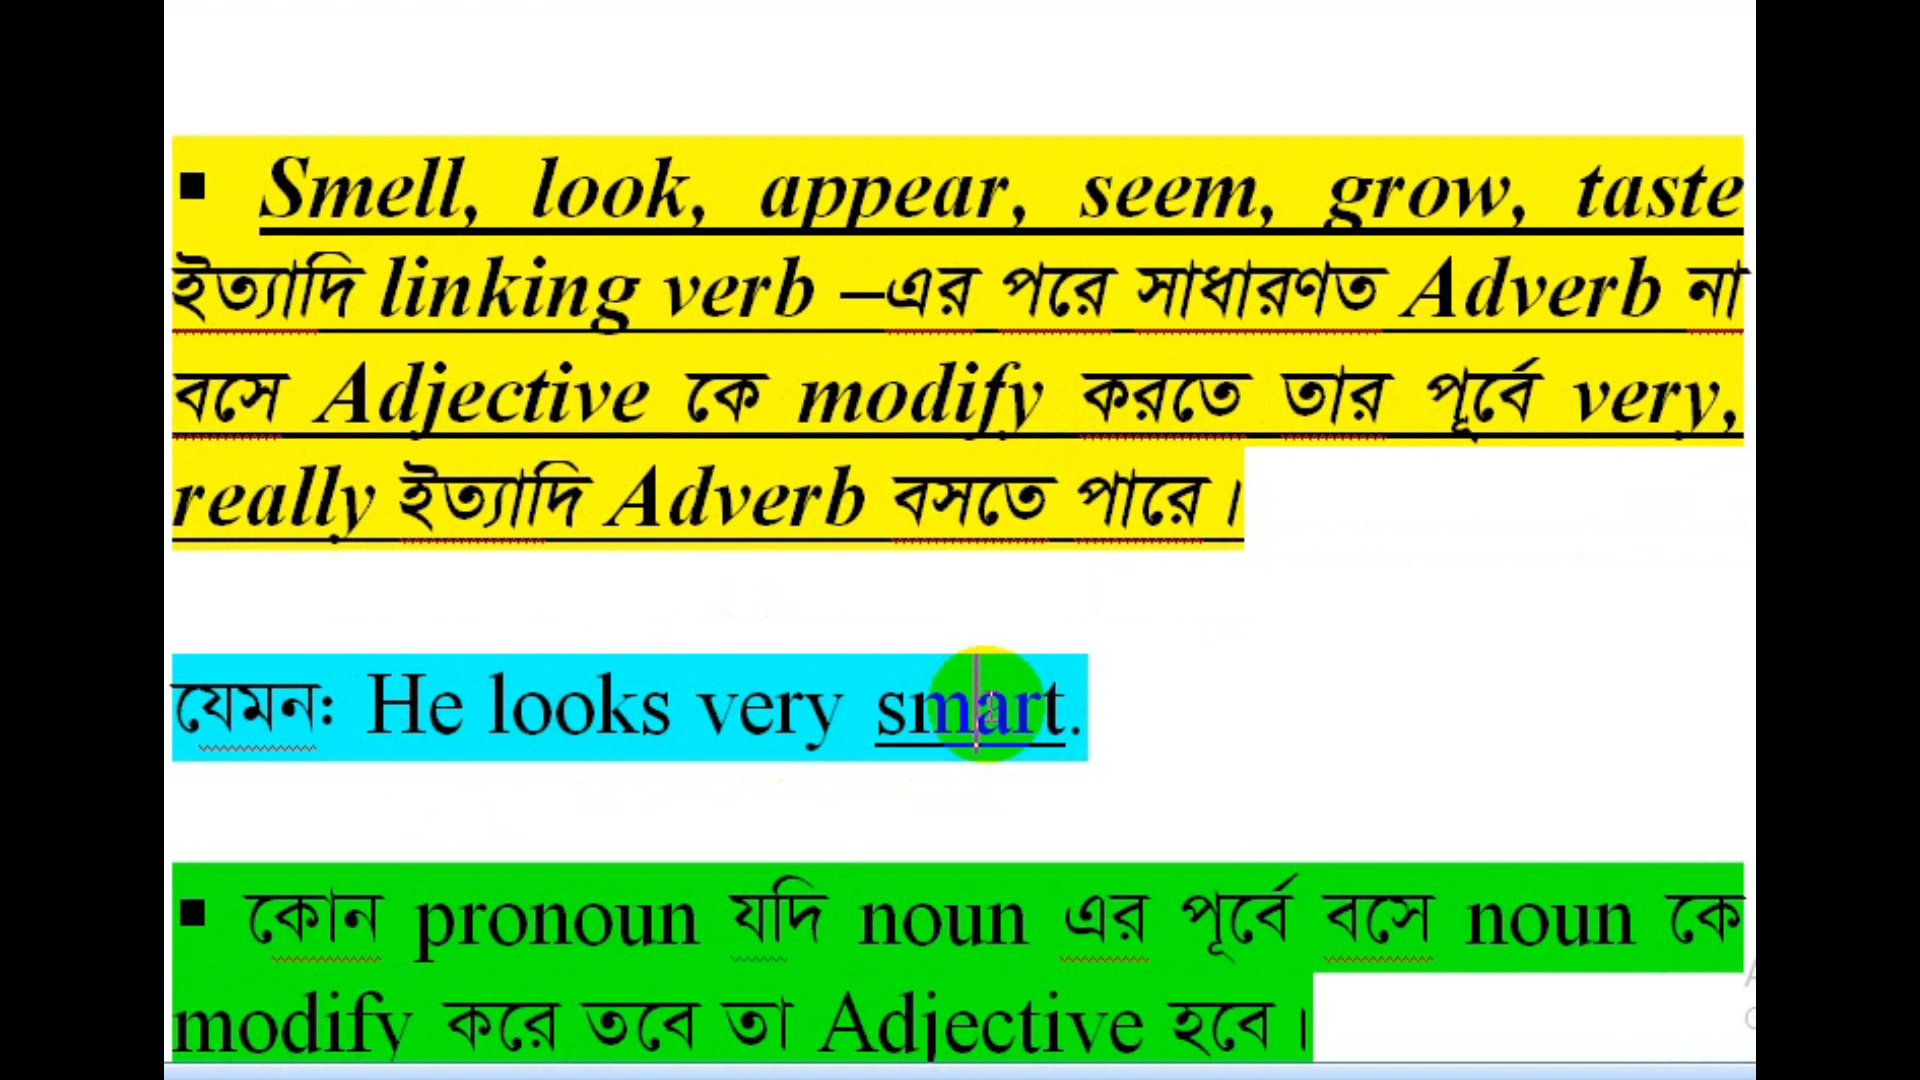 ▪ Smell, look, appear, seem, grow, taste
ইত্যাদি linking verb –এর পরে সাধারণত Adverb না
বসে Adjective কে modify করতে তার পূর্বে very,
really ইত্যাদি Adverb বসতে পারে।
যেমনঃ He looks very smart.
▪ কোন pronoun যদি noun এর পূর্বে বসে noun কে
modify করে তবে তা Adjective হবে।